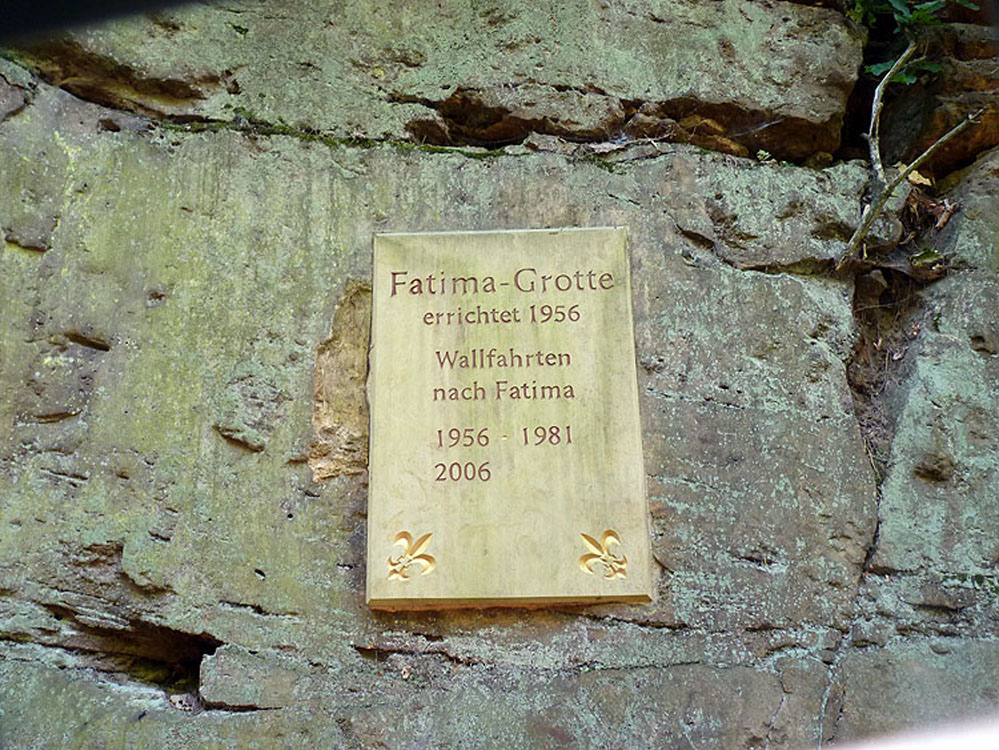 Fatima-Grotte
errichtet 1956
Wallfahrten
nach Fatima
1956 - 1981
2006